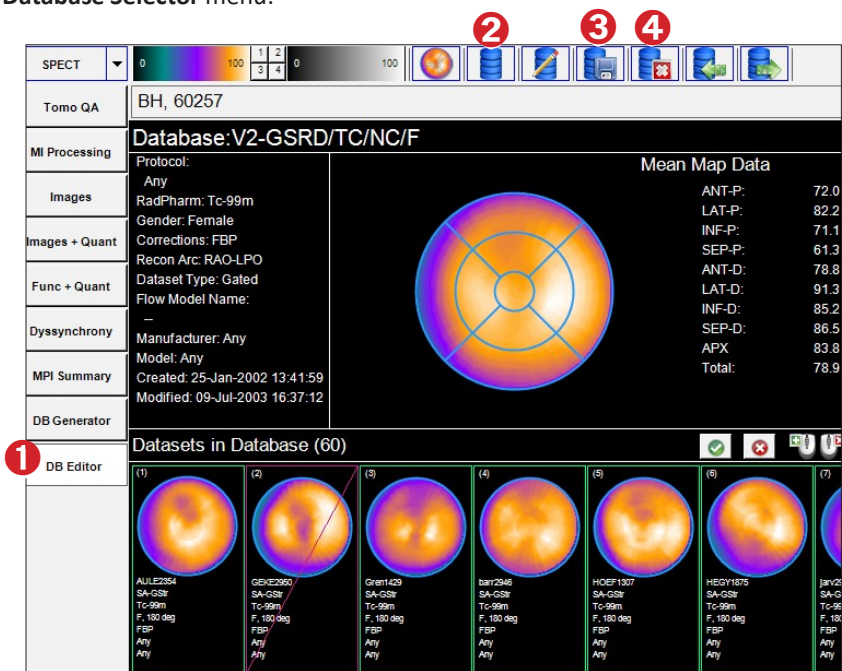 Database Selector menu.
2 3 4
SPECT 0 100 1 2 3 4 0 100
Tomo QA
MI Processing
Images
Images + Quant
Func + Quant
Dyssynchrony
MPI Summary
DB Generator
1
DB Editor
BH, 60257
Database:V2-GSRD/TC/NC/F
Protocol:
Any
RadPharm: Tc-99m
Gender: Female
Corrections: FBP
Recon Arc: RAO-LPO
Dataset Type: Gated
Flow Model Name:
--
Manufacturer: Any
Model: Any
Created: 25-Jan-2002 13:41:59
Modified: 09-Jul-2003 16:37:12
Mean Map Data
ANT-P: 72.0
LAT-P: 82.2
INF-P: 71.1
SEP-P: 61.3
ANT-D: 78.8
LAT-D: 91.3
INF-D: 85.2
SEP-D: 86.5
APX 83.8
Total: 78.9
Datasets in Database (60)
(1)
AULE2354
SA-GStr
Tc-99m
F, 180 deg
FBP
Any
Any
(2)
GEKE2950
SA-GStr
Tc-99m
F, 180 deg
FBP
Any
Any
(3)
Gren1429
SA-GStr
Tc-99m
F, 180 deg
FBP
Any
Any
(4)
barr2946
SA-GStr
Tc-99m
F, 180 deg
FBP
Any
Any
(5)
HOEF1307
SA-GStr
Tc-99m
F, 180 deg
FBP
Any
Any
(6)
HEGY1875
SA-GStr
Tc-99m
F, 180 deg
FBP
Any
Any
(7)
FBP
Any
Any